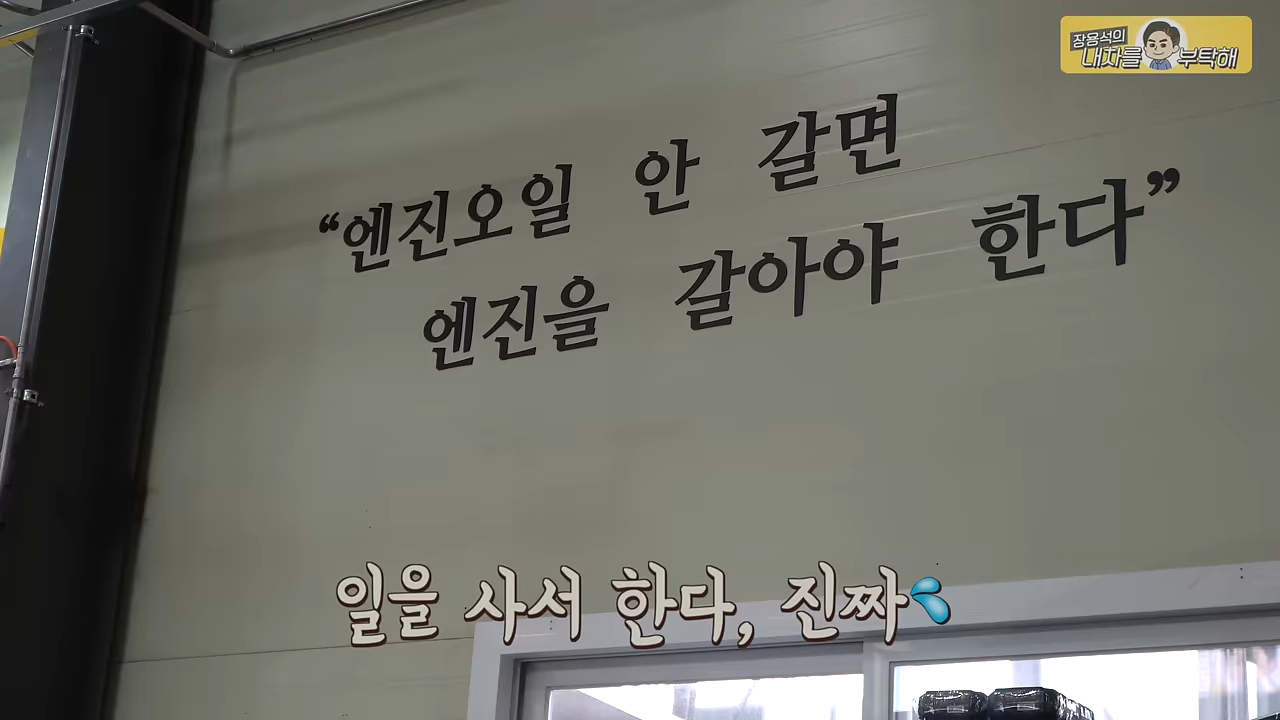 장용석의
내차를 부탁해
“엔진오일 안 갈면
엔진을 갈아야 한다”
일을 사서 한다, 진짜